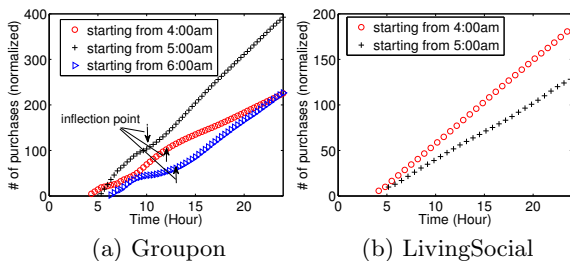 400
300
200
100
0
0 5 10 15 20
# of purchases (normalized)
Time (Hour)
starting from 4:00am
starting from 5:00am
starting from 6:00am
inflection point
(a) Groupon
200
150
100
50
0
0 5 10 15 20
# of purchases (normalized)
Time (Hour)
starting from 4:00am
starting from 5:00am
(b) LivingSocial